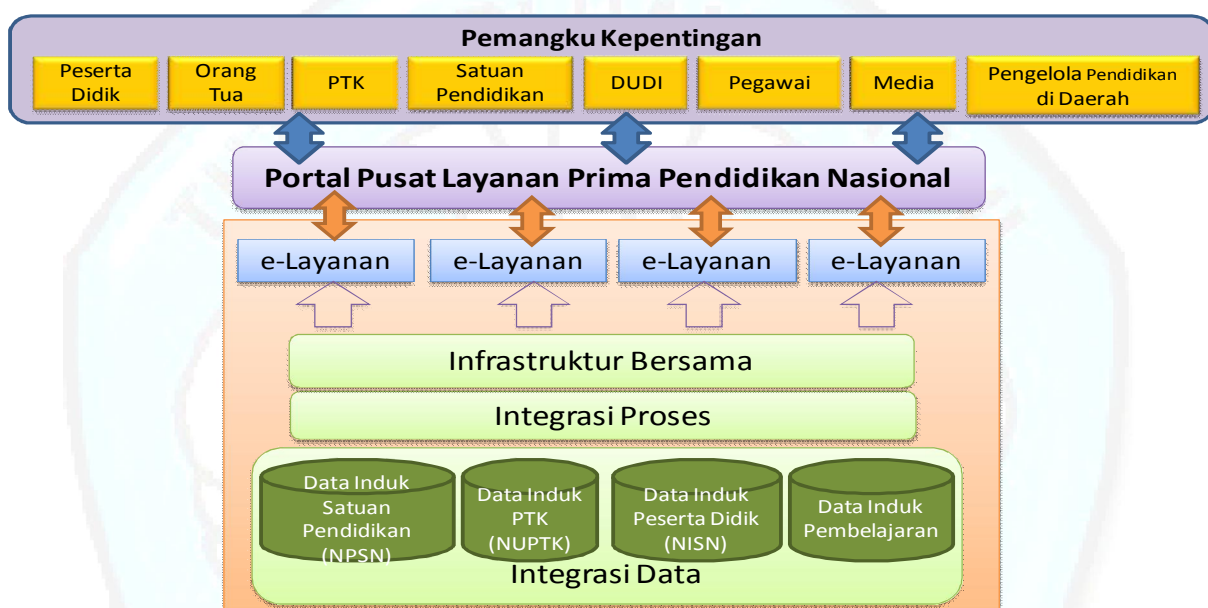 Pemangku Kepentingan
Peserta
Didik
Orang
Tua
PTK
Satuan
Pendidikan
DUDI
Pegawai
Media
Pengelola Pendidikan
di Daerah
Portal Pusat Layanan Prima Pendidikan Nasional
e-Layanan
e-Layanan
e-Layanan
e-Layanan
Infrastruktur Bersama
Integrasi Proses
Data Induk
Satuan
Pendidikan
(NPSN)
Data Induk
PTK
(NUPTK)
Data Induk
Peserta Didik
(NISN)
Data Induk
Pembelajaran
Integrasi Data